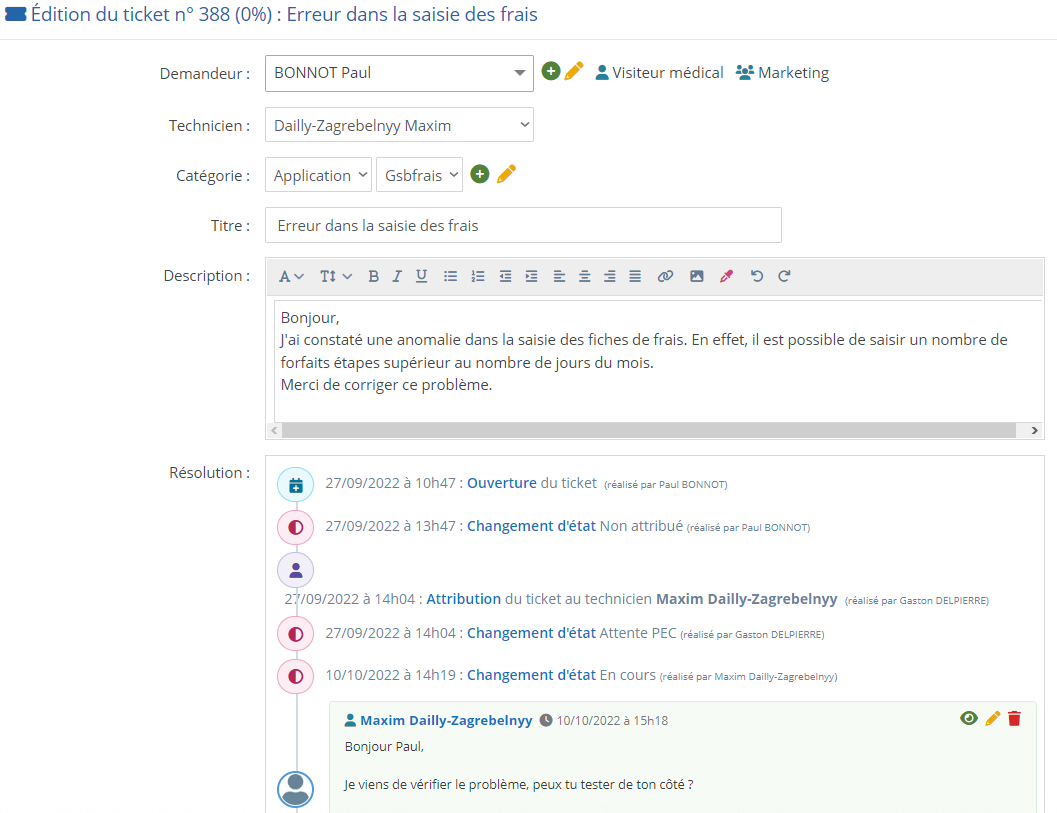 Édition du ticket n° 388 (0%) : Erreur dans la saisie des frais
Demandeur : BONNOT Paul Visiteur médical Marketing
Technicien : Dailly-Zagrebelnyy Maxim
Catégorie : Application Gsbfrais
Titre : Erreur dans la saisie des frais
Description : A T B I U
Bonjour,
J'ai constaté une anomalie dans la saisie des fiches de frais. En effet, il est possible de saisir un nombre de
forfaits étapes supérieur au nombre de jours du mois.
Merci de corriger ce problème.
Résolution :
27/09/2022 à 10h47 : Ouverture du ticket (réalisé par Paul BONNOT)
27/09/2022 à 13h47 : Changement d'état Non attribué (réalisé par Paul BONNOT)
27/09/2022 à 14h04 : Attribution du ticket au technicien Maxim Dailly-Zagrebelnyy (réalisé par Gaston DELPIERRE)
27/09/2022 à 14h04 : Changement d'état Attente PEC (réalisé par Gaston DELPIERRE)
10/10/2022 à 14h19 : Changement d'état En cours (réalisé par Maxim Dailly-Zagrebelnyy)
Maxim Dailly-Zagrebelnyy 10/10/2022 à 15h18
Bonjour Paul,
Je viens de vérifier le problème, peux tu tester de ton côté ?